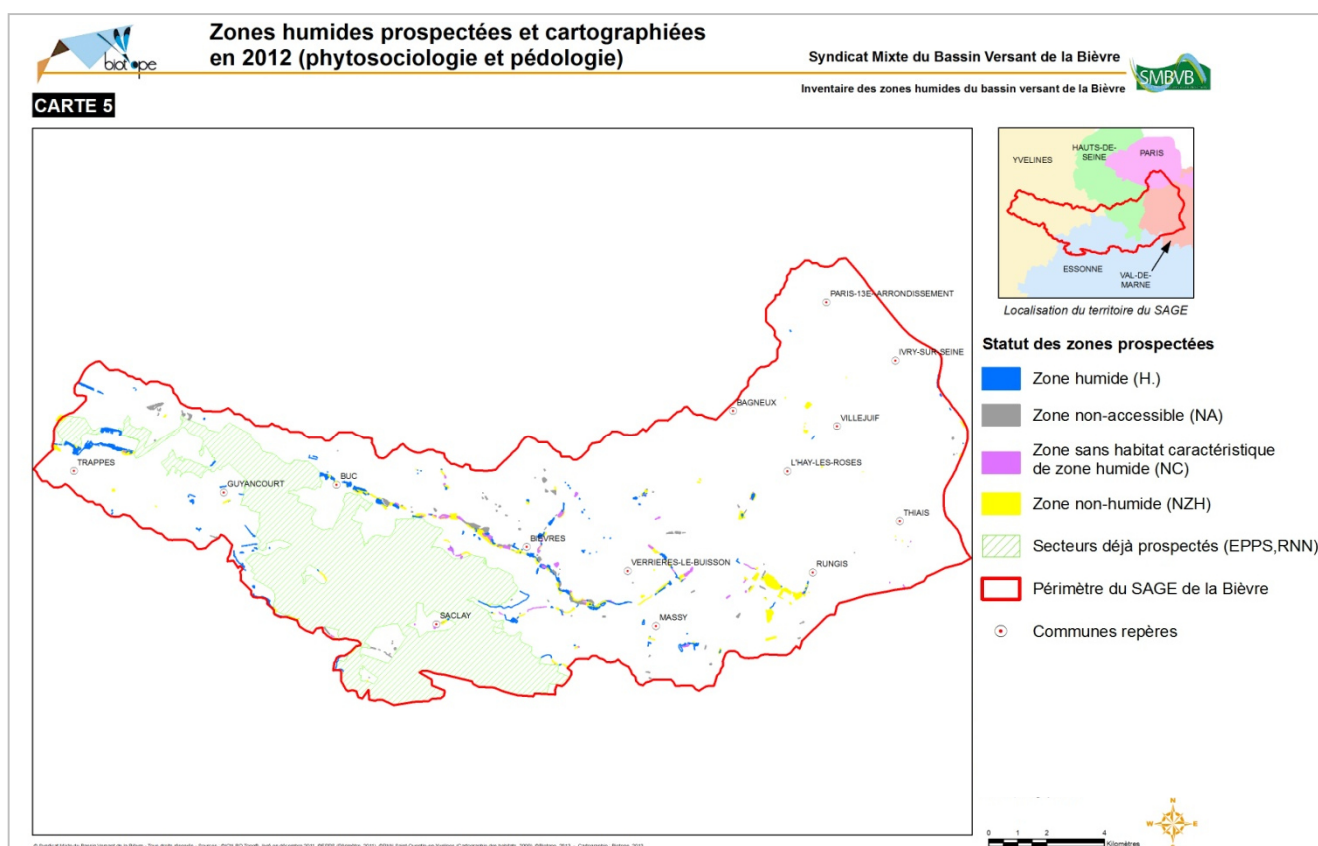 biotope
Zones humides prospectées et cartographiées
en 2012 (phytosociologie et pédologie)
Syndicat Mixte du Bassin Versant de la Bièvre
Inventaire des zones humides du bassin versant de la Bièvre
SMBVB
CARTE 5
YVELINES
HAUTS-DE-
SEINE
PARIS
ESSONNE
VAL-DE-
MARNE
Localisation du territoire du SAGE
PARIS-13E-ARRONDISSEMENT
IVRY-SUR-SEINE
BAGNEUX
VILLEJUIF
L'HAY-LES-ROSES
TRAPPES
GUYANCOURT
BUC
THIAIS
BIEVRES
VERRIERES-LE-BUISSON
RUNGIS
SACLAY
MASSY
Statut des zones prospectées
Zone humide (H.)
Zone non-accessible (NA)
Zone sans habitat caractéristique
de zone humide (NC)
Zone non-humide (NZH)
Secteurs déjà prospectés (EPPS,RNN)
Périmètre du SAGE de la Bièvre
Communes repères
N
W E
S
0 1 2 4
Kilomètres